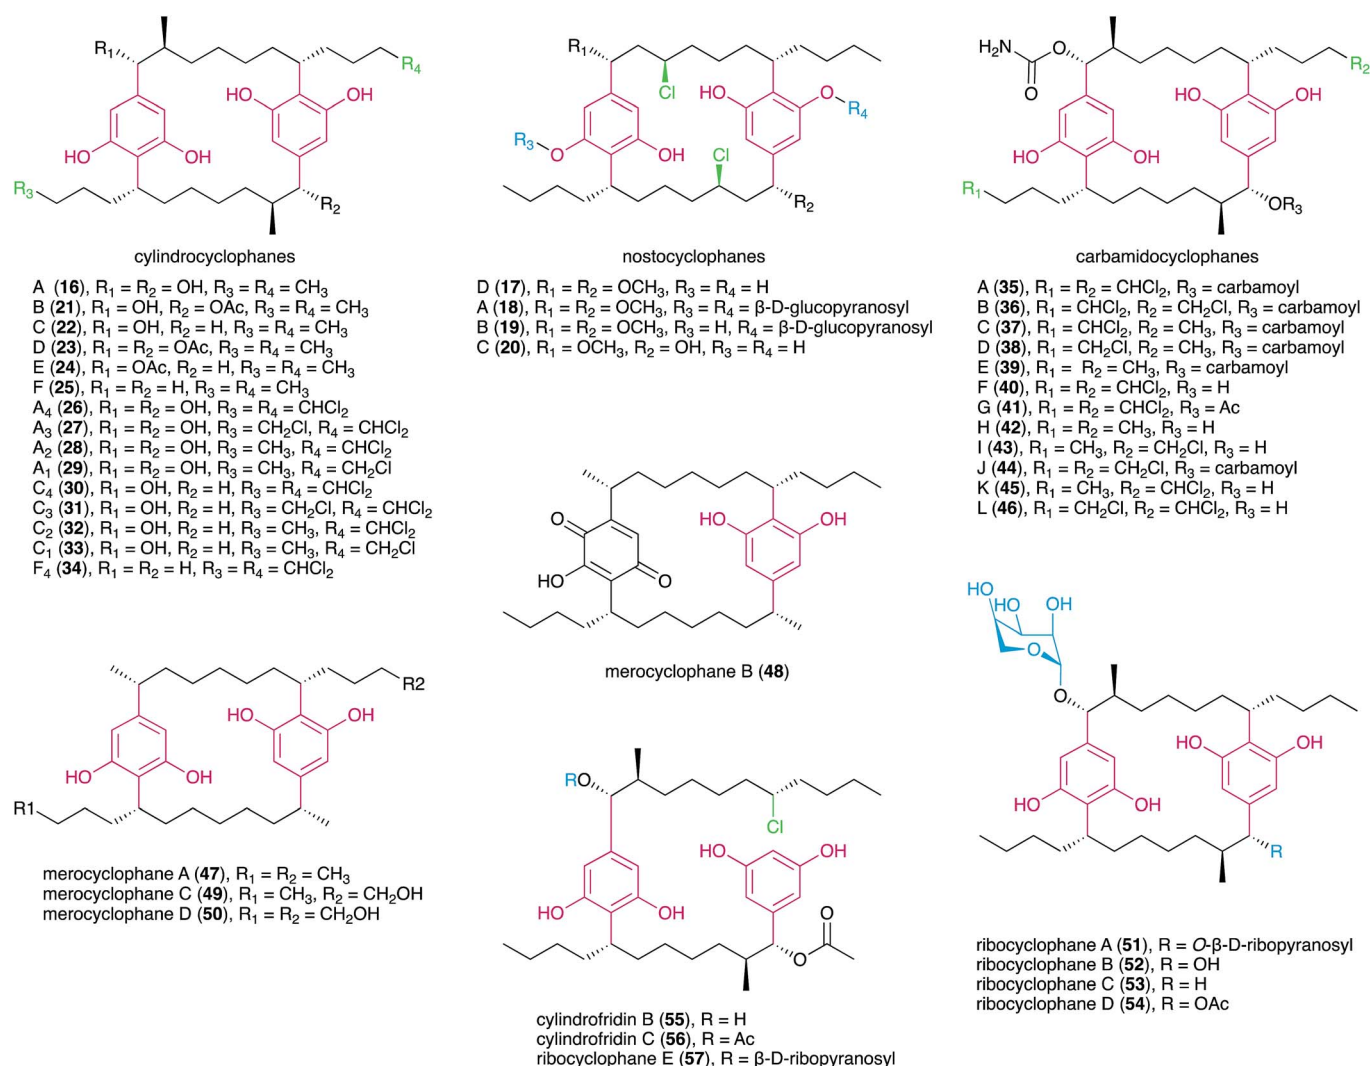 R1
R4
HO
OH
HO
OH
R3
R2
cylindrocyclophanes
A (16), R1 = R2 = OH, R3 = R4 = CH3
B (21), R1 = OH, R2 = OAc, R3 = R4 = CH3
C (22), R1 = OH, R2 = H, R3 = R4 = CH3
D (23), R1 = R2 = OAc, R3 = R4 = CH3
E (24), R1 = OAc, R2 = H, R3 = R4 = CH3
F (25), R1 = R2 = H, R3 = R4 = CH3
A4 (26), R1 = R2 = OH, R3 = R4 = CHCl2
A3 (27), R1 = R2 = OH, R3 = CH2Cl, R4 = CHCl2
A2 (28), R1 = R2 = OH, R3 = CH3, R4 = CHCl2
A1 (29), R1 = R2 = OH, R3 = CH3, R4 = CH2Cl
C4 (30), R1 = OH, R2 = H, R3 = R4 = CHCl2
C3 (31), R1 = OH, R2 = H, R3 = CH2Cl, R4 = CHCl2
C2 (32), R1 = OH, R2 = H, R3 = CH3, R4 = CHCl2
C1 (33), R1 = OH, R2 = H, R3 = CH3, R4 = CH2Cl
F4 (34), R1 = R2 = H, R3 = R4 = CHCl2
R1
Cl
HO
O
R4
R3
O
OH
Cl
R2
nostocyclophanes
D (17), R1 = R2 = OCH3, R3 = R4 = H
A (18), R1 = R2 = OCH3, R3 = R4 = β-D-glucopyranosyl
B (19), R1 = R2 = OCH3, R3 = H, R4 = β-D-glucopyranosyl
C (20), R1 = OCH3, R2 = OH, R3 = R4 = H
H2N
O
O
R2
HO
OH
HO
OH
R1
OR3
carbamidocyclophanes
A (35), R1 = R2 = CHCl2, R3 = carbamoyl
B (36), R1 = CHCl2, R2 = CH2Cl, R3 = carbamoyl
C (37), R1 = CHCl2, R2 = CH3, R3 = carbamoyl
D (38), R1 = CH2Cl, R2 = CH3, R3 = carbamoyl
E (39), R1 = R2 = CH3, R3 = carbamoyl
F (40), R1 = R2 = CHCl2, R3 = H
G (41), R1 = R2 = CHCl2, R3 = Ac
H (42), R1 = R2 = CH3, R3 = H
I (43), R1 = CH3, R2 = CH2Cl, R3 = H
J (44), R1 = R2 = CH2Cl, R3 = carbamoyl
K (45), R1 = CH3, R2 = CHCl2, R3 = H
L (46), R1 = CH2Cl, R2 = CHCl2, R3 = H
O
HO
O
HO
OH
merocyclophane B (48)
R2
HO
OH
HO
OH
R1
merocyclophane A (47), R1 = R2 = CH3
merocyclophane C (49), R1 = CH3, R2 = CH2OH
merocyclophane D (50), R1 = R2 = CH2OH
RO
Cl
HO
OH
HO
OH
O
O
cylindrofridin B (55), R = H
cylindrofridin C (56), R = Ac
ribocyclophane E (57), R = β-D-ribopyranosyl
HO
HO
OH
O
O
HO
OH
HO
OH
R
ribocyclophane A (51), R = O-β-D-ribopyranosyl
ribocyclophane B (52), R = OH
ribocyclophane C (53), R = H
ribocyclophane D (54), R = OAc